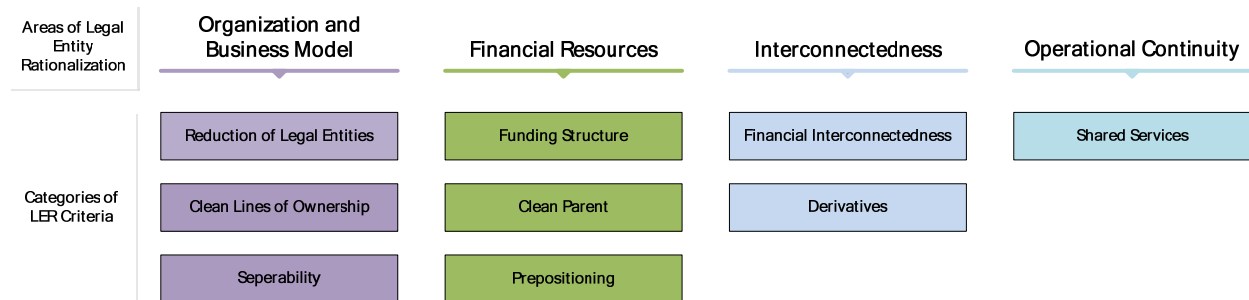 Areas of Legal
Entity
Rationalization
Organization and
Business Model
Financial Resources
Interconnectedness
Operational Continuity
Categories of
LER Criteria
Reduction of Legal Entities
Funding Structure
Financial Interconnectedness
Shared Services
Clean Lines of Ownership
Clean Parent
Derivatives
Seperability
Prepositioning